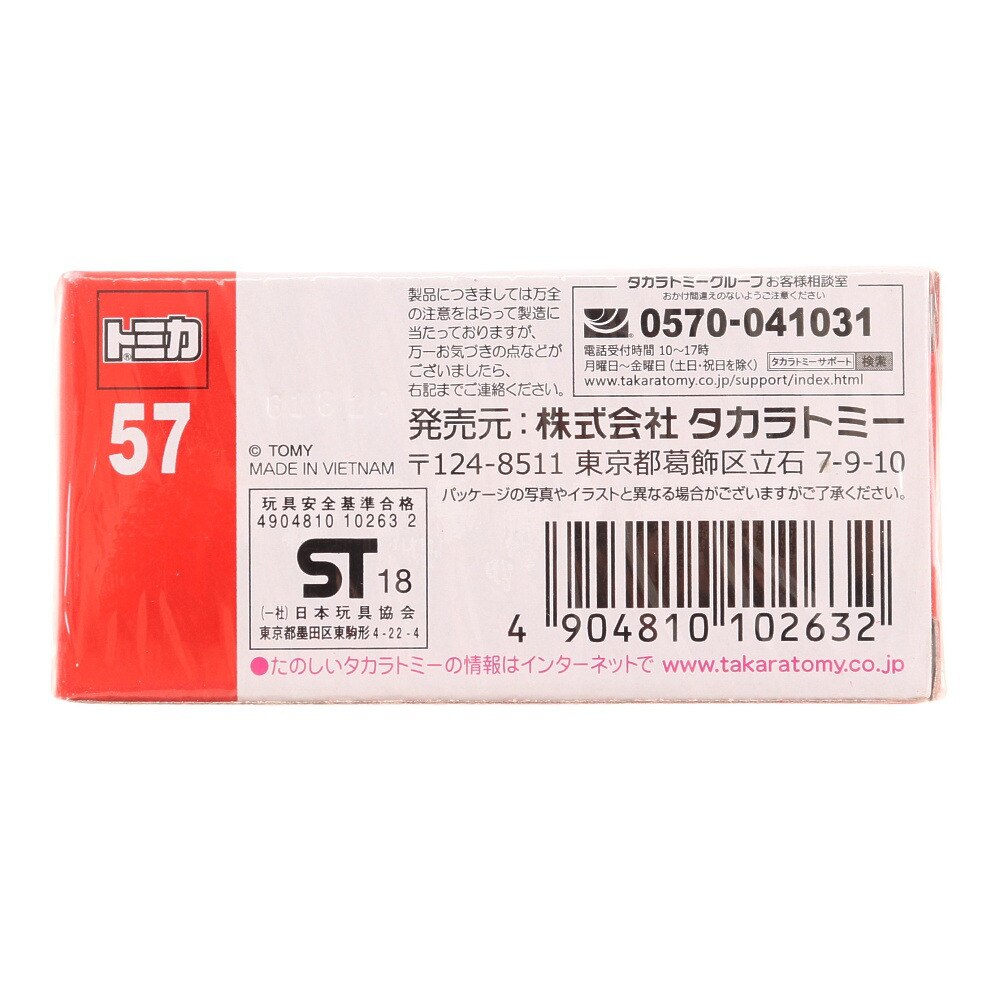 トミカ
®
57
製品につきましては万全
の注意をはらって製造に
当たっておりますが、
万一お気づきの点などが
ございましたら、
右記までご連絡ください。
タカラトミーグループ お客様相談室
おかけ間違えのないようご注意ください
0570-041031
電話受付時間 10～17時
月曜日～金曜日 (土日・祝日を除く) タカラトミーサポート 検索
www.takaratomy.co.jp/support/index.html
発売元：株式会社 タカラトミー
© TOMY
MADE IN VIETNAM
〒124-8511 東京都葛飾区立石 7-9-10
パッケージの写真やイラストと異なる場合がございますがご了承ください。
玩具安全基準合格
4904810 10263 2
ST 18
(一社)日本玩具協会
東京都墨田区東駒形4-22-4
4 904810 102632
●たのしいタカラトミーの情報はインターネットで www.takaratomy.co.jp